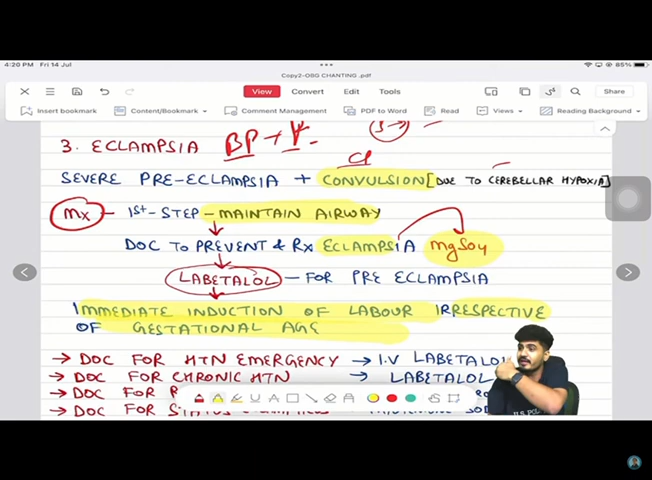 4:20 PM Fri 14 Jul
85%
Copy2-OBG CHANTING .pdf
View Convert Edit Tools
Insert bookmark Content/Bookmark Comment Management PDF to Word Read Views Reading Background
Share
3. ECLAMPSIA BP +
SEVERE PRE-ECLAMPSIA + CONVULSION [DUE TO CEREBELLAR HYPOXIA]
Mx - 1st-STEP - MAINTAIN AIRWAY
DOC TO PREVENT & Rx ECLAMPSIA MgSO4
LABETALOL - FOR PRE ECLAMPSIA
IMMEDIATE INDUCTION OF LABOUR IRRESPECTIVE
OF GESTATIONAL AGE
→ DOC FOR HTN EMERGENCY → I.V LABETALOL
→ DOC FOR CHRONIC HTN → LABETALOL
→ DOC FOR
→ DOC FOR STATUS
U.S. POL